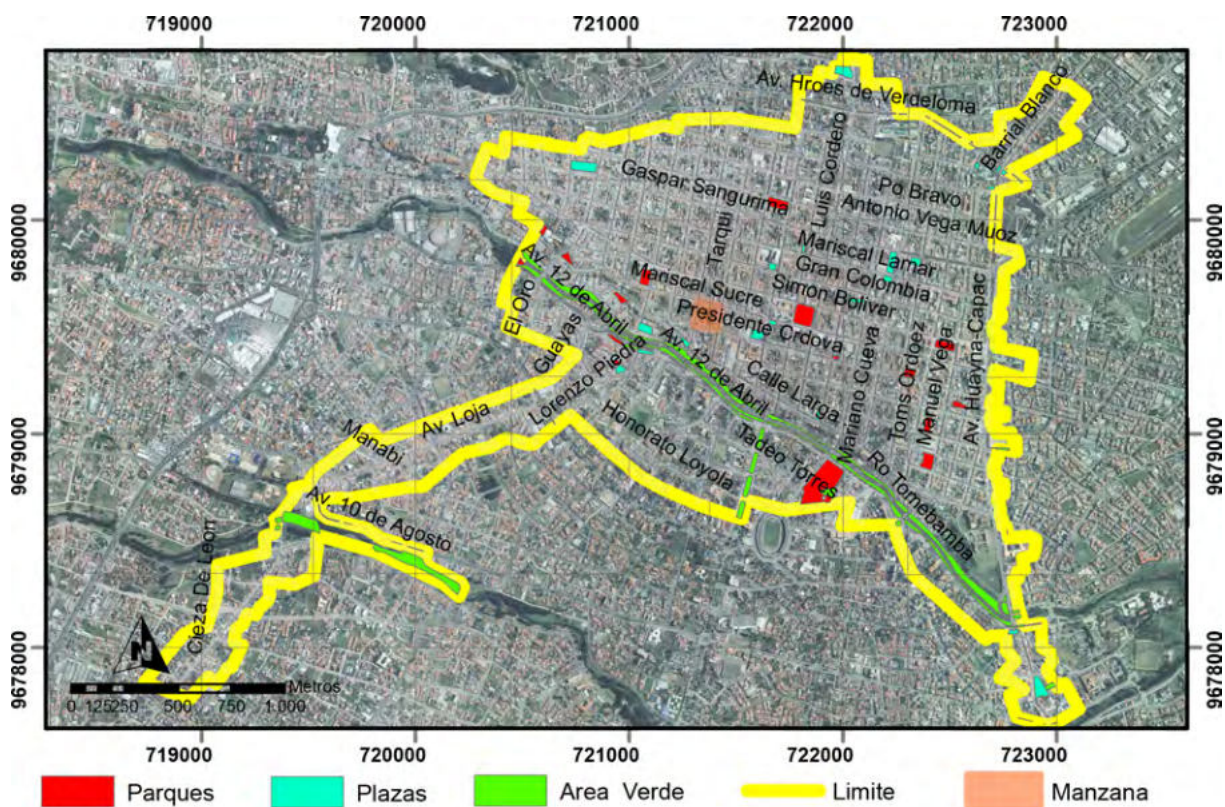 719000 720000 721000 722000 723000
9680000 9680000
9679000 9679000
9678000 9678000
Av. Hroes de Verdeloma
Barrial Blanco
Luis Cordero
Gaspar Sangurima
Po Bravo
Antonio Vega Muoz
Tarqui
Mariscal Lamar
Gran Colombia
Simon Bolivar
Mariscal Sucre
Presidente Crdova
Av. 12 de Abril
El Oro
Guayas
Lorenzo Piedra
Av. 12 de Abril
Calle Larga
Mariano Cueva
Toms Ordoez
Manuel Vega
Av. Huayna-Capac
Av. Loja
Manabi
Honorato Loyola
Tadeo Torres
Ro Tomebamba
Av. 10 de Agosto
Cieza De Leon
N
Metros
0 125 250 500 750 1.000
719000 720000 721000 722000 723000
Parques Plazas Area Verde Limite Manzana